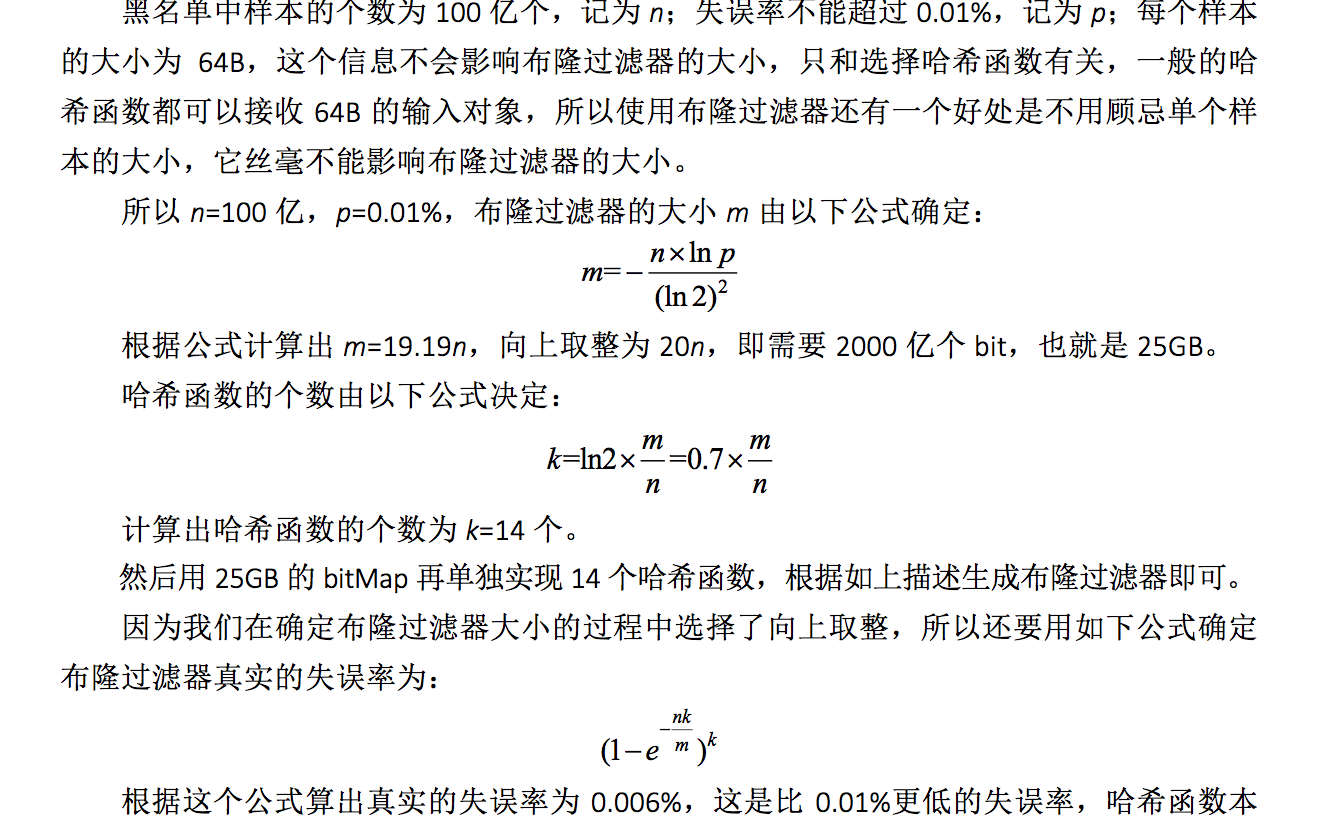 黑名单中样本的个数为 100 亿个，记为 n；失误率不能超过 0.01%，记为 p；每个样本
的大小为 64B，这个信息不会影响布隆过滤器的大小，只和选择哈希函数有关，一般的哈
希函数都可以接收 64B 的输入对象，所以使用布隆过滤器还有一个好处是不用顾忌单个样
本的大小，它丝毫不能影响布隆过滤器的大小。
所以 n=100 亿，p=0.01%，布隆过滤器的大小 m 由以下公式确定：
m=−(n×ln p)/(ln 2)²
根据公式计算出 m=19.19n，向上取整为 20n，即需要 2000 亿个 bit，也就是 25GB。
哈希函数的个数由以下公式决定：
k=ln2×m/n=0.7×m/n
计算出哈希函数的个数为 k=14 个。
然后用 25GB 的 bitMap 再单独实现 14 个哈希函数，根据如上描述生成布隆过滤器即可。
因为我们在确定布隆过滤器大小的过程中选择了向上取整，所以还要用如下公式确定
布隆过滤器真实的失误率为：
(1−e^(−nk/m))^k
根据这个公式算出真实的失误率为 0.006%，这是比 0.01%更低的失误率，哈希函数本